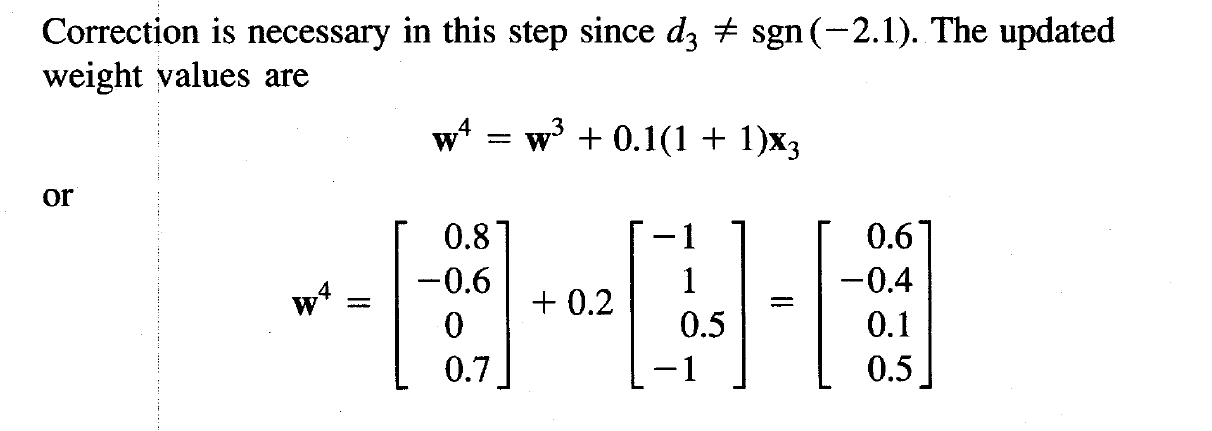 Correction is necessary in this step since d₃ ≠ sgn (−2.1). The updated
weight values are
w⁴ = w³ + 0.1(1 + 1)x₃
or
w⁴ = [0.8 −0.6 0 0.7] + 0.2 [−1 1 0.5 −1] = [0.6 −0.4 0.1 0.5]